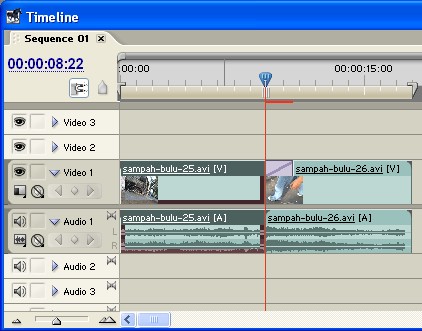 Timeline
Sequence 01
00:00:08:22
:00:00
00:00:15:00
Video 3
Video 2
Video 1
sampah-bulu-25.avi [V]
sampah-bulu-26.avi [V]
Audio 1
L
R
sampah-bulu-25.avi [A]
sampah-bulu-26.avi [A]
Audio 2
Audio 3